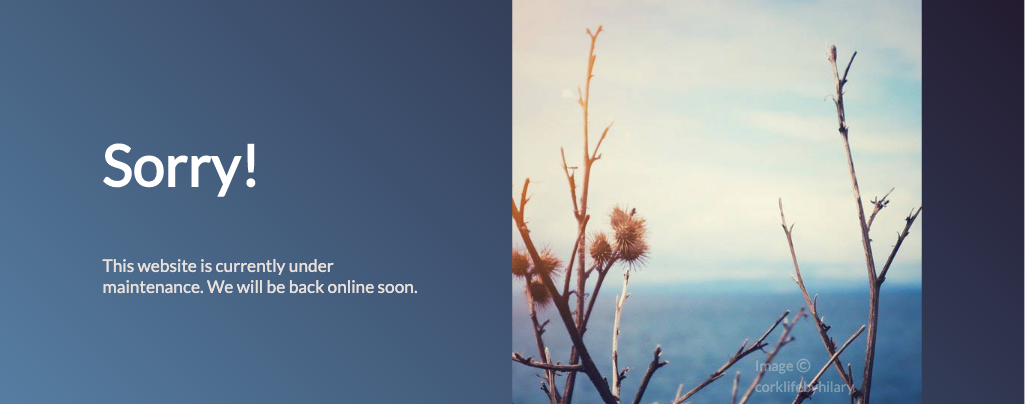 Sorry!
This website is currently under
maintenance. We will be back online soon.
Image ©
corklifebyhilary